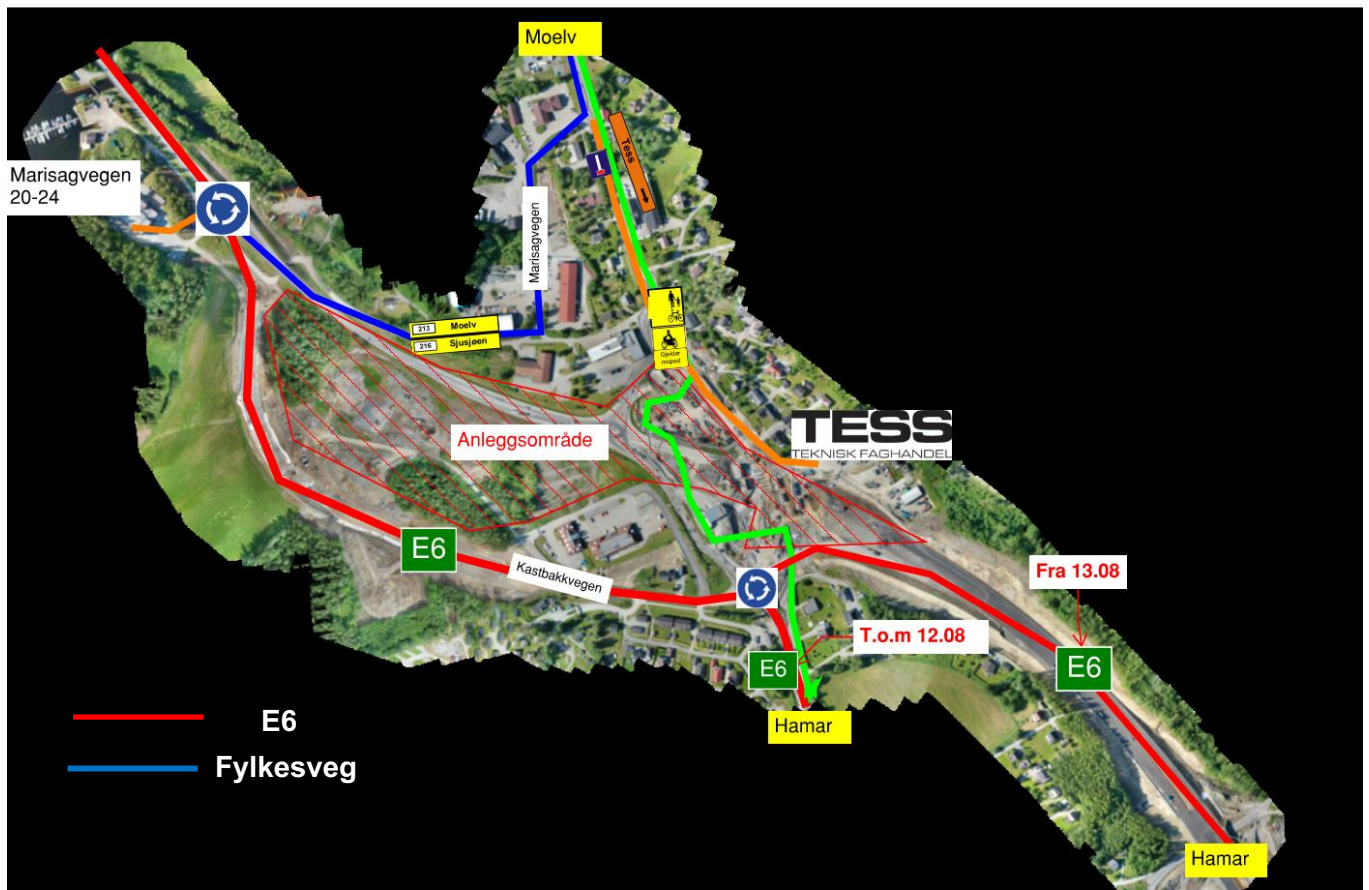 Moelv
Tess
Marisagvegen
20-24
Marisagvegen
213 Moelv
216 Sjusjøen
Gjelder
moped
TESS
TEKNISK FAGHANDEL
Anleggsområde
E6
Kastbakkvegen
Fra 13.08
E6
T.o.m 12.08
E6
Hamar
E6
Fylkesveg
Hamar